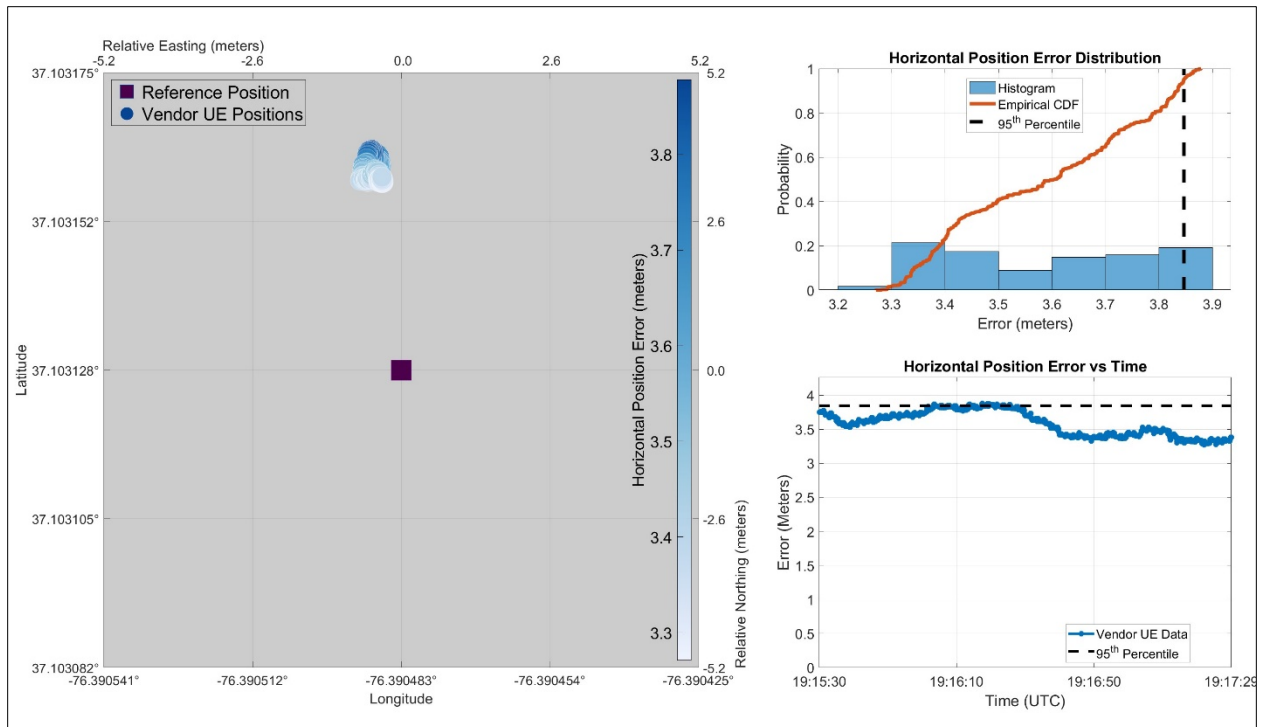 Relative Easting (meters)
-5.2 -2.6 0.0 2.6 5.2
37.103175° 5.2
Reference Position
Vendor UE Positions
3.8
37.103152° 2.6
3.7
3.6
37.103128° 0.0
3.5
37.103105° -2.6
3.4
3.3
37.103082° -5.2
Latitude
Horizontal Position Error (meters)
Relative Northing (meters)
-76.390541° -76.390512° -76.390483° -76.390454° -76.390425°
Longitude
Horizontal Position Error Distribution
Histogram
Empirical CDF
95th Percentile
1
0.8
0.6
0.4
0.2
0
Probability
3.2 3.3 3.4 3.5 3.6 3.7 3.8 3.9
Error (meters)
Horizontal Position Error vs Time
4
3.5
3
2.5
2
1.5
1
0.5
0
Error (Meters)
Vendor UE Data
95th Percentile
19:15:30 19:16:10 19:16:50 19:17:29
Time (UTC)